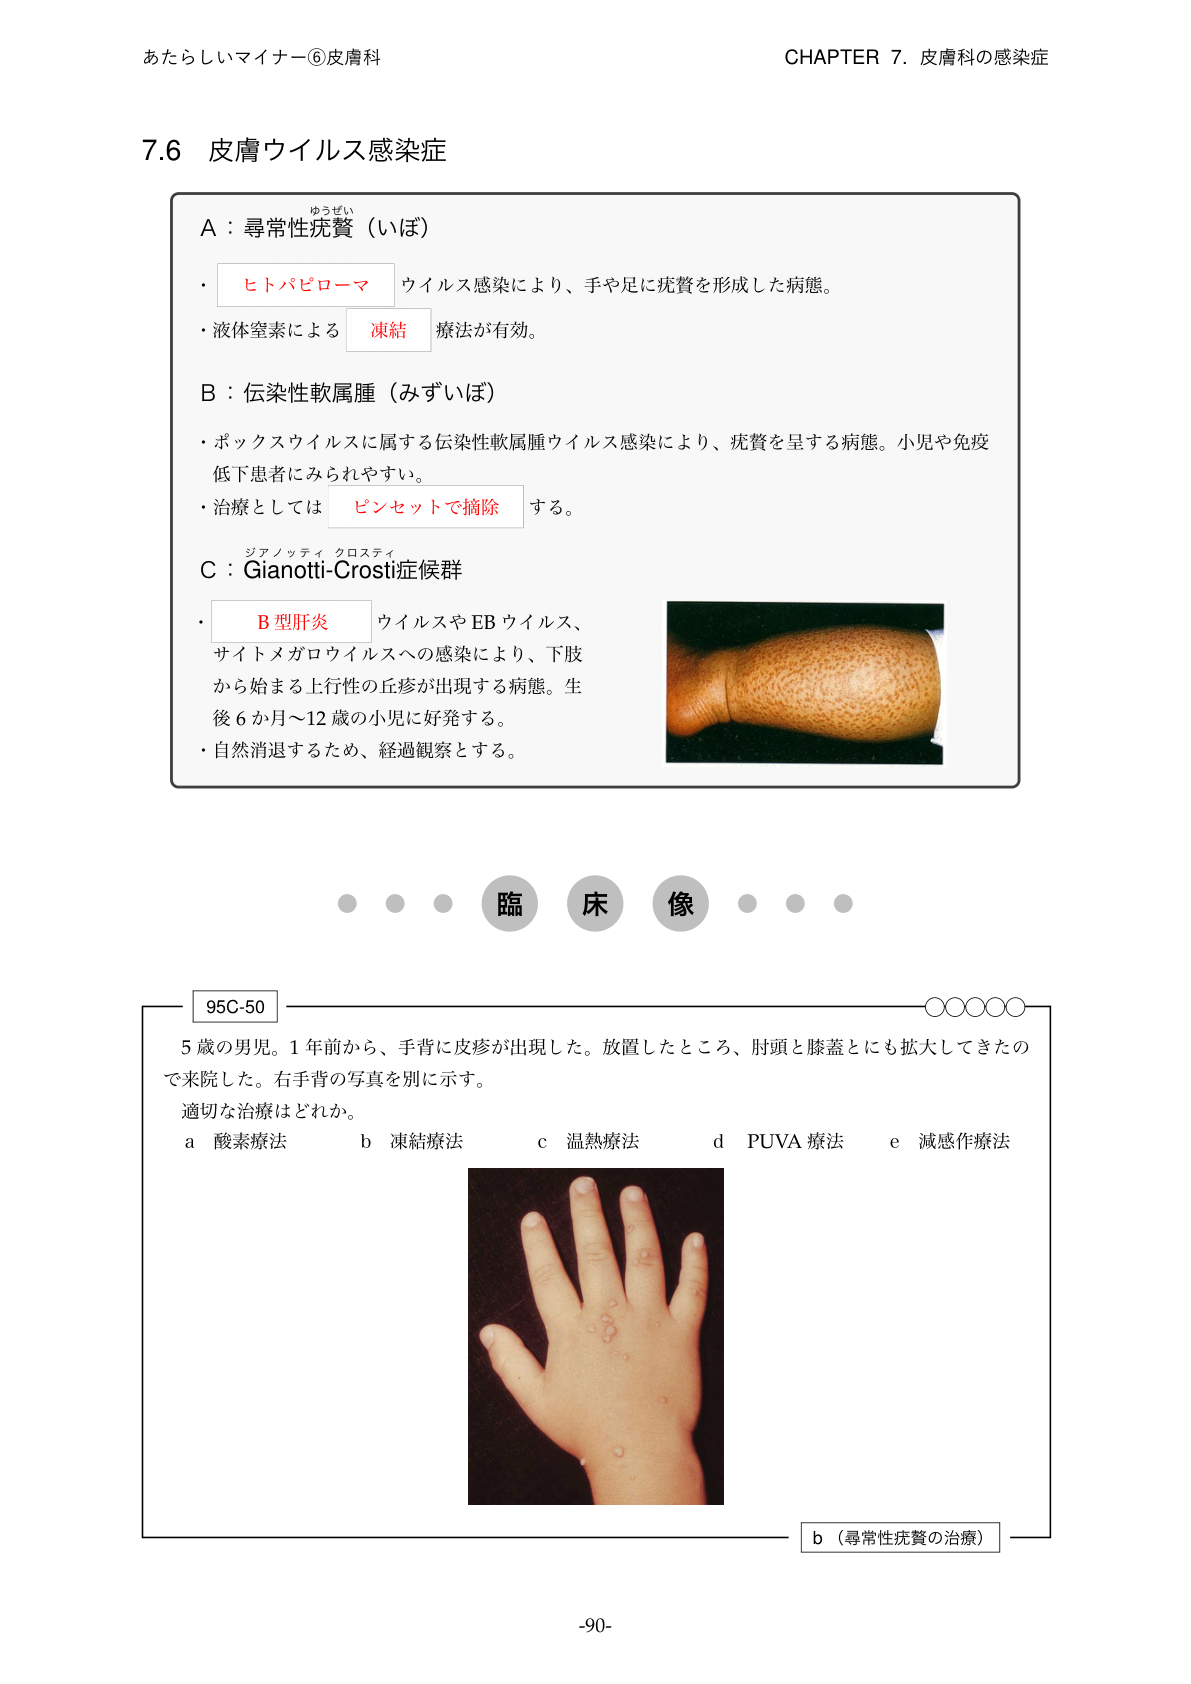 あたらしいマイナー⑥皮膚科
CHAPTER 7. 皮膚科の感染症
7.6 皮膚ウイルス感染症
ゆうぜい
A：尋常性疣贅（いぼ）
・ ヒトパピローマ ウイルス感染により、手や足に疣贅を形成した病態。
・液体窒素による 凍結 療法が有効。
B：伝染性軟属腫（みずいぼ）
・ポックスウイルスに属する伝染性軟属腫ウイルス感染により、疣贅を呈する病態。小児や免疫
低下患者にみられやすい。
・治療としては ピンセットで摘除 する。
ジアノッティ クロスティ
C：Gianotti-Crosti症候群
・ B 型肝炎 ウイルスや EB ウイルス、
サイトメガロウイルスへの感染により、下肢
から始まる上行性の丘疹が出現する病態。生
後 6 か月〜12 歳の小児に好発する。
・自然消退するため、経過観察とする。
臨床像
95C-50
5 歳の男児。1 年前から、手背に皮疹が出現した。放置したところ、肘頭と膝蓋とにも拡大してきたの
で来院した。右手背の写真を別に示す。
適切な治療はどれか。
a 酸素療法 b 凍結療法 c 温熱療法 d PUVA 療法 e 減感作療法
b （尋常性疣贅の治療）
-90-